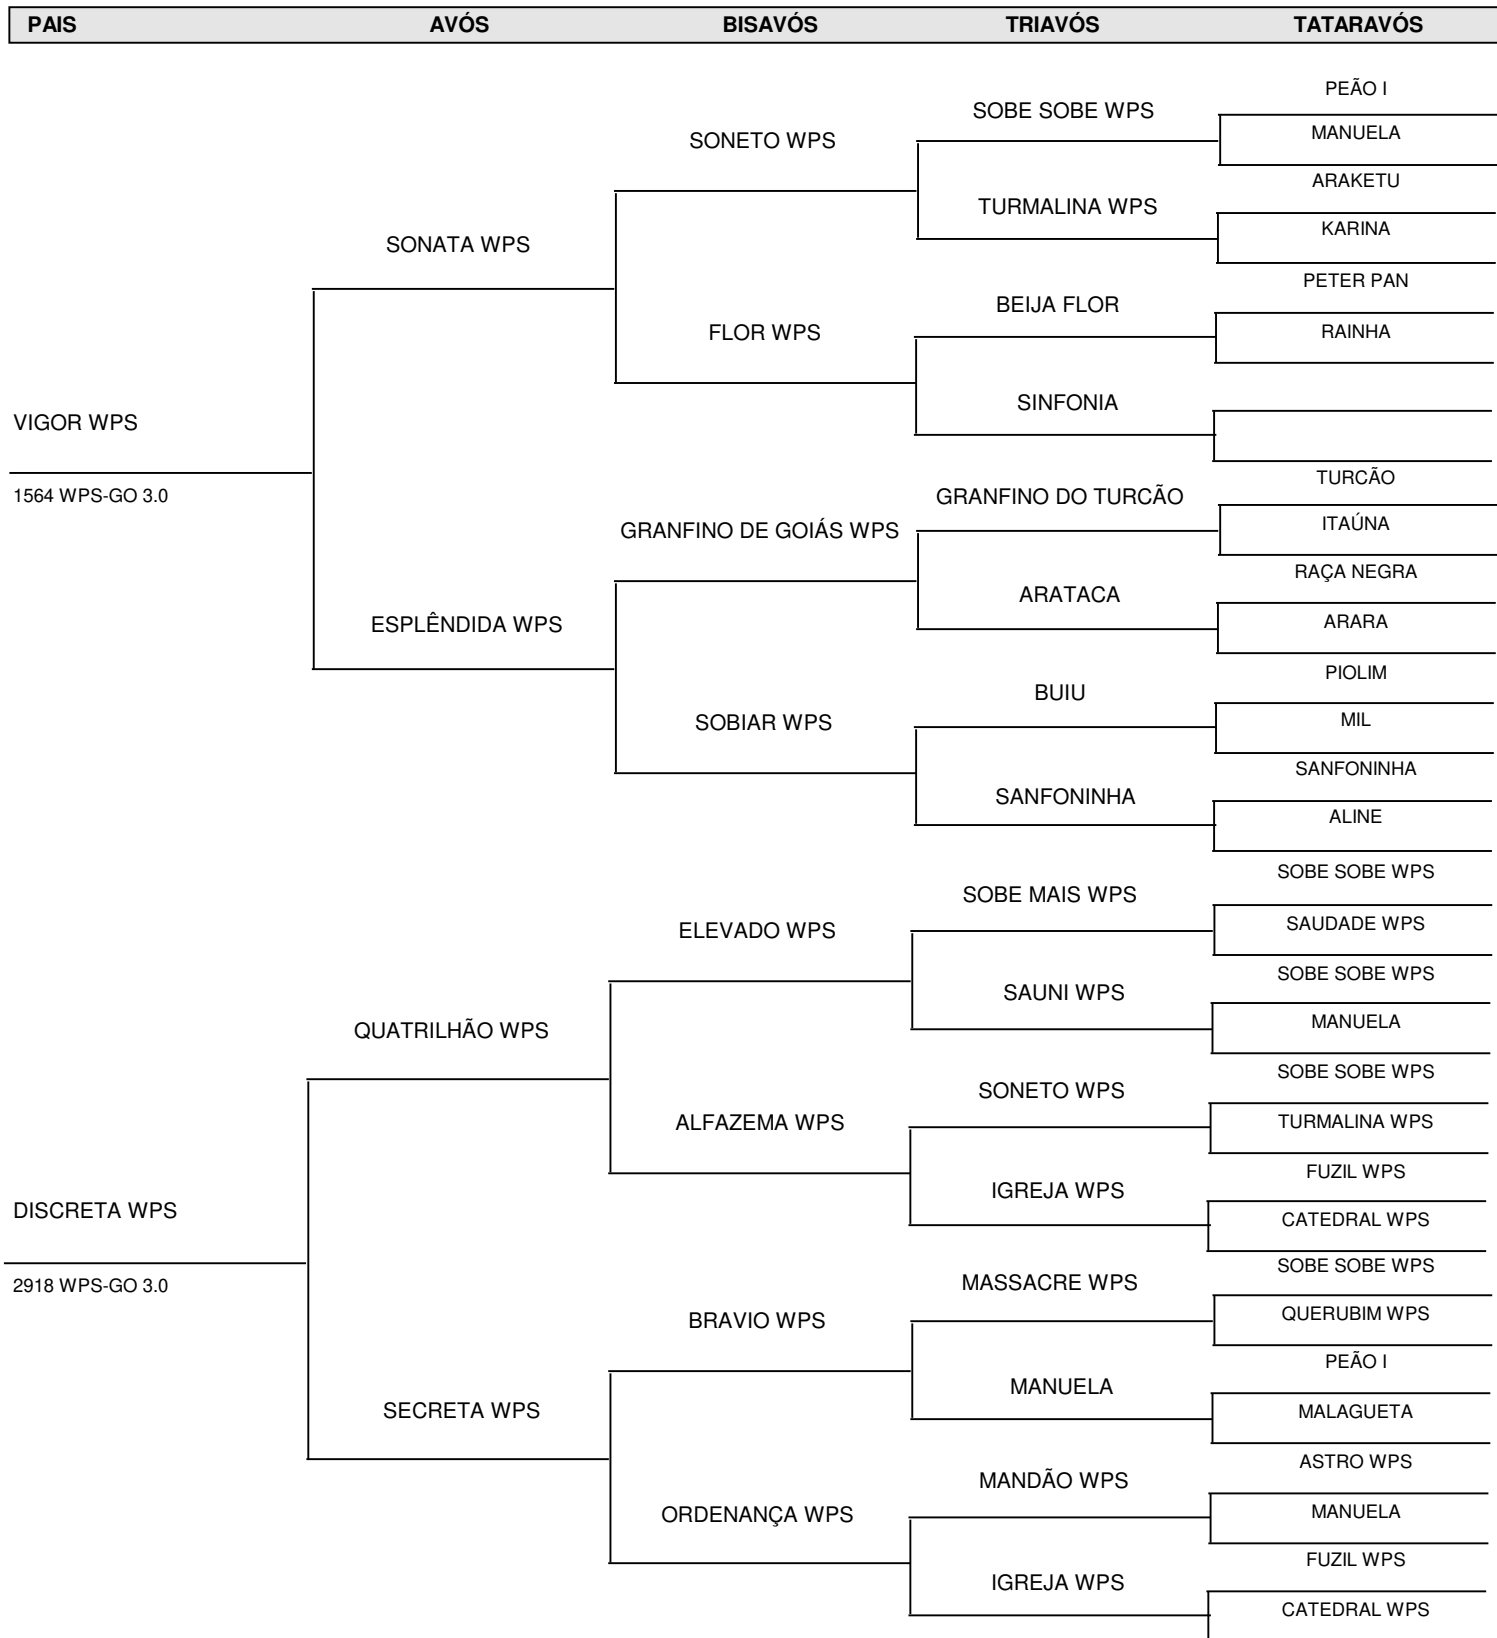 PAIS AVÓS BISAVÓS TRIAVÓS TATARAVÓS
PEÃO I
SOBE SOBE WPS
MANUELA
SONETO WPS
ARAKETU
TURMALINA WPS
KARINA
SONATA WPS
PETER PAN
BEIJA FLOR
FLOR WPS
RAINHA
SINFONIA
VIGOR WPS
TURCÃO
1564 WPS-GO 3.0
GRANFINO DO TURCÃO
ITAÚNA
GRANFINO DE GOIÁS WPS
RAÇA NEGRA
ARATACA
ARARA
ESPLÊNDIDA WPS
PIOLIM
BUIU
MIL
SOBIAR WPS
SANFONINHA
SANFONINHA
ALINE
SOBE SOBE WPS
SOBE MAIS WPS
SAUDADE WPS
ELEVADO WPS
SOBE SOBE WPS
SAUNI WPS
MANUELA
QUATRILHÃO WPS
SOBE SOBE WPS
SONETO WPS
TURMALINA WPS
ALFAZEMA WPS
FUZIL WPS
IGREJA WPS
DISCRETA WPS
CATEDRAL WPS
SOBE SOBE WPS
MASSACRE WPS
2918 WPS-GO 3.0
QUERUBIM WPS
BRAVIO WPS
PEÃO I
MANUELA
SECRETA WPS
MALAGUETA
ASTRO WPS
MANDÃO WPS
MANUELA
ORDENANÇA WPS
FUZIL WPS
IGREJA WPS
CATEDRAL WPS